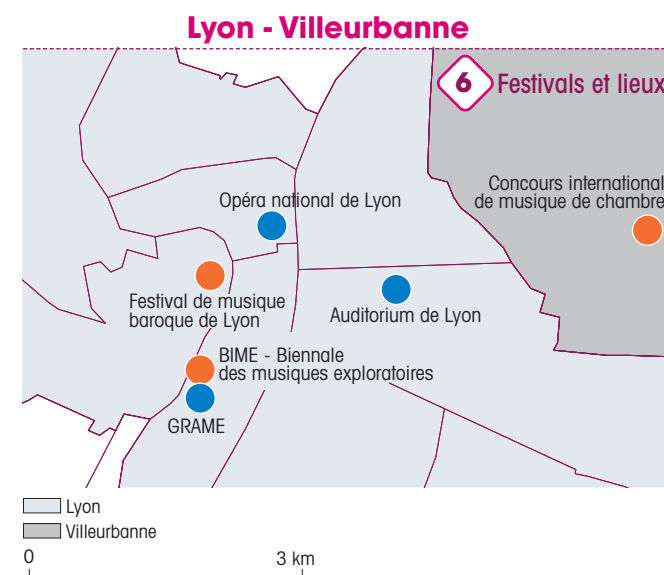 Lyon - Villeurbanne
6 Festivals et lieux
Opéra national de Lyon
Concours international
de musique de chambre
Festival de musique
baroque de Lyon
Auditorium de Lyon
BIME - Biennale
des musiques exploratoires
GRAME
Lyon
Villeurbanne
0 3 km